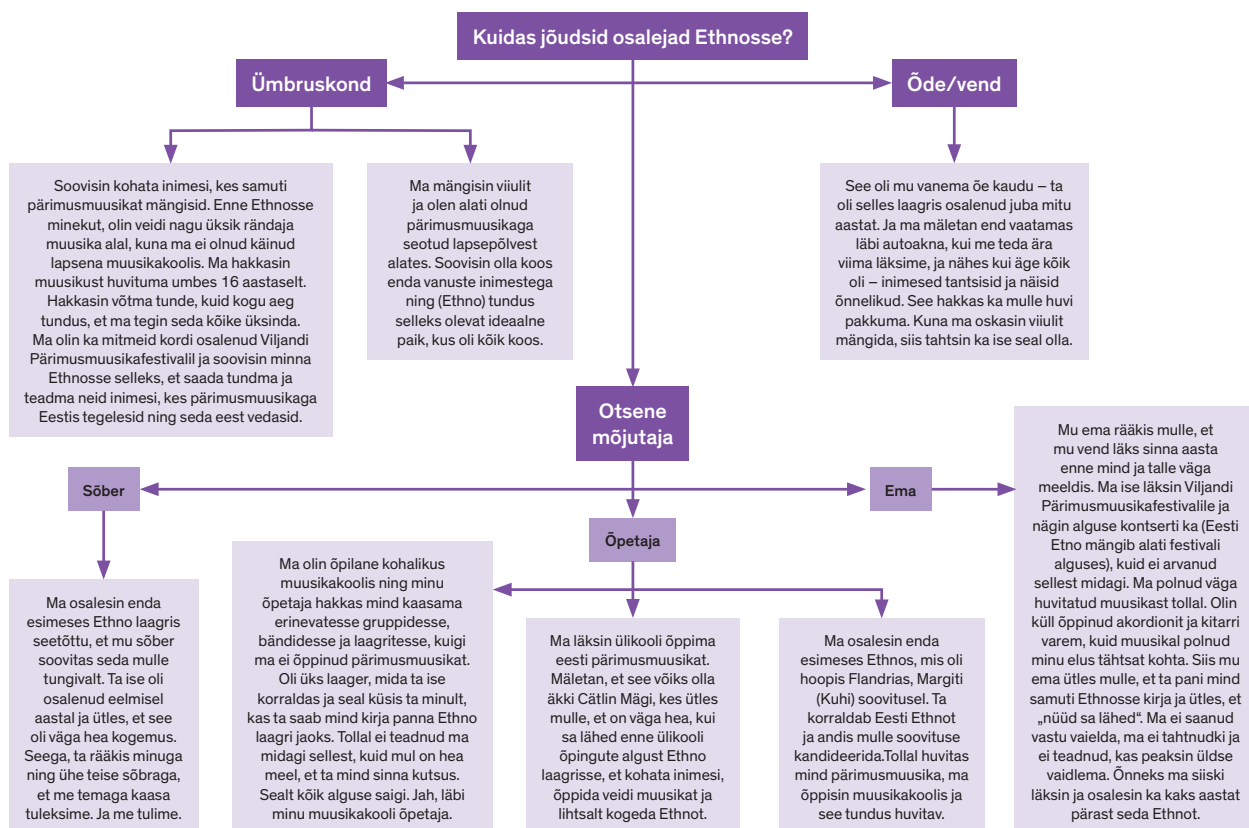 Kuidas jõudsid osalejad Ethnosse?
Ümbruskond
Õde/vend
Soovisin kohata inimesi, kes samuti
pärimusmuusikat mängisid. Enne Ethnosse
minekut, olin veidi nagu üksik rändaja
muusika alal, kuna ma ei olnud käinud
lapsena muusikakoolis. Ma hakkasin
muusikust huvituma umbes 16 aastaselt.
Hakkasin võtma tunde, kuid kogu aeg
tundus, et ma tegin seda kõike üksinda.
Ma olin ka mitmeid kordi osalenud Viljandi
Pärimusmuusikafestivalil ja soovisin minna
Ethnosse selleks, et saada tundma ja
teadma neid inimesi, kes pärimusmuusikaga
Eestis tegelesid ning seda eest vedasid.
Ma mängisin viiulit
ja olen alati olnud
pärimusmuusikaga
seotud lapsepõlvest
alates. Soovisin olla koos
enda vanuste inimestega
ning (Ethno) tundus
selleks olevat ideaalne
paik, kus oli kõik koos.
See oli mu vanema õe kaudu – ta
oli selles laagris osalenud juba mitu
aastat. Ja ma mäletan end vaatamas
läbi autoakna, kui me teda ära
viima läksime, ja nähes kui äge kõik
oli – inimesed tantsisid ja näisid
õnnelikud. See hakkas ka mulle huvi
pakkuma. Kuna ma oskasin viiulit
mängida, siis tahtsin ka ise seal olla.
Otsene
mõjutaja
Sõber
Ema
Õpetaja
Ma osalesin enda
esimeses Ethno laagris
seetõttu, et mu sõber
soovitas seda mulle
tungivalt. Ta ise oli
osalenud eelmisel
aastal ja ütles, et see
oli väga hea kogemus.
Seega, ta rääkis minuga
ning ühe teise sõbraga,
et me temaga kaasa
tuleksime. Ja me tulime.
Ma olin õpilane kohalikus
muusikakoolis ning minu
õpetaja hakkas mind kaasama
erinevatesse gruppidesse,
bändidesse ja laagritesse, kuigi
ma ei õppinud pärimusmuusikat.
Oli üks laager, mida ta ise
korraldas ja seal küsis ta minult,
kas ta saab mind kirja panna Ethno
laagri jaoks. Tollal ei teadnud ma
midagi sellest, kuid mul on hea
meel, et ta mind sinna kutsus.
Sealt kõik alguse saigi. Jah, läbi
minu muusikakooli õpetaja.
Ma läksin ülikooli õppima
eesti pärimusmuusikat.
Mäletan, et see võiks olla
äkki Cätlin Mägi, kes ütles
mulle, et on väga hea, kui
sa lähed enne ülikooli
õpingute algust Ethno
laagrisse, et kohata inimesi,
õppida veidi muusikat ja
lihtsalt kogeda Ethnot.
Ma osalesin enda
esimeses Ethnos, mis oli
hoopis Flandrias, Margiti
(Kuhi) soovitusel. Ta
korraldab Eesti Ethnot
ja andis mulle soovituse
kandideerida.Tollal huvitas
mind pärimusmuusika, ma
õppisin muusikakoolis ja
see tundus huvitav.
Mu ema rääkis mulle, et
mu vend läks sinna aasta
enne mind ja talle väga
meeldis. Ma ise läksin Viljandi
Pärimusmuusikafestivalile ja
nägin alguse kontserti ka (Eesti
Etno mängib alati festivali
alguses), kuid ei arvanud
sellest midagi. Ma polnud väga
huvitatud muusikast tollal. Olin
küll õppinud akordionit ja kitarri
varem, kuid muusikal polnud
minu elus tähtsat kohta. Siis mu
ema ütles mulle, et ta pani mind
samuti Ethnosse kirja ja ütles, et
„nüüd sa lähed“. Ma ei saanud
vastu vaielda, ma ei tahtnudki ja
ei teadnud, kas peaksin üldse
vaidlema. Õnneks ma siiski
läksin ja osalesin ka kaks aastat
pärast seda Ethnot.